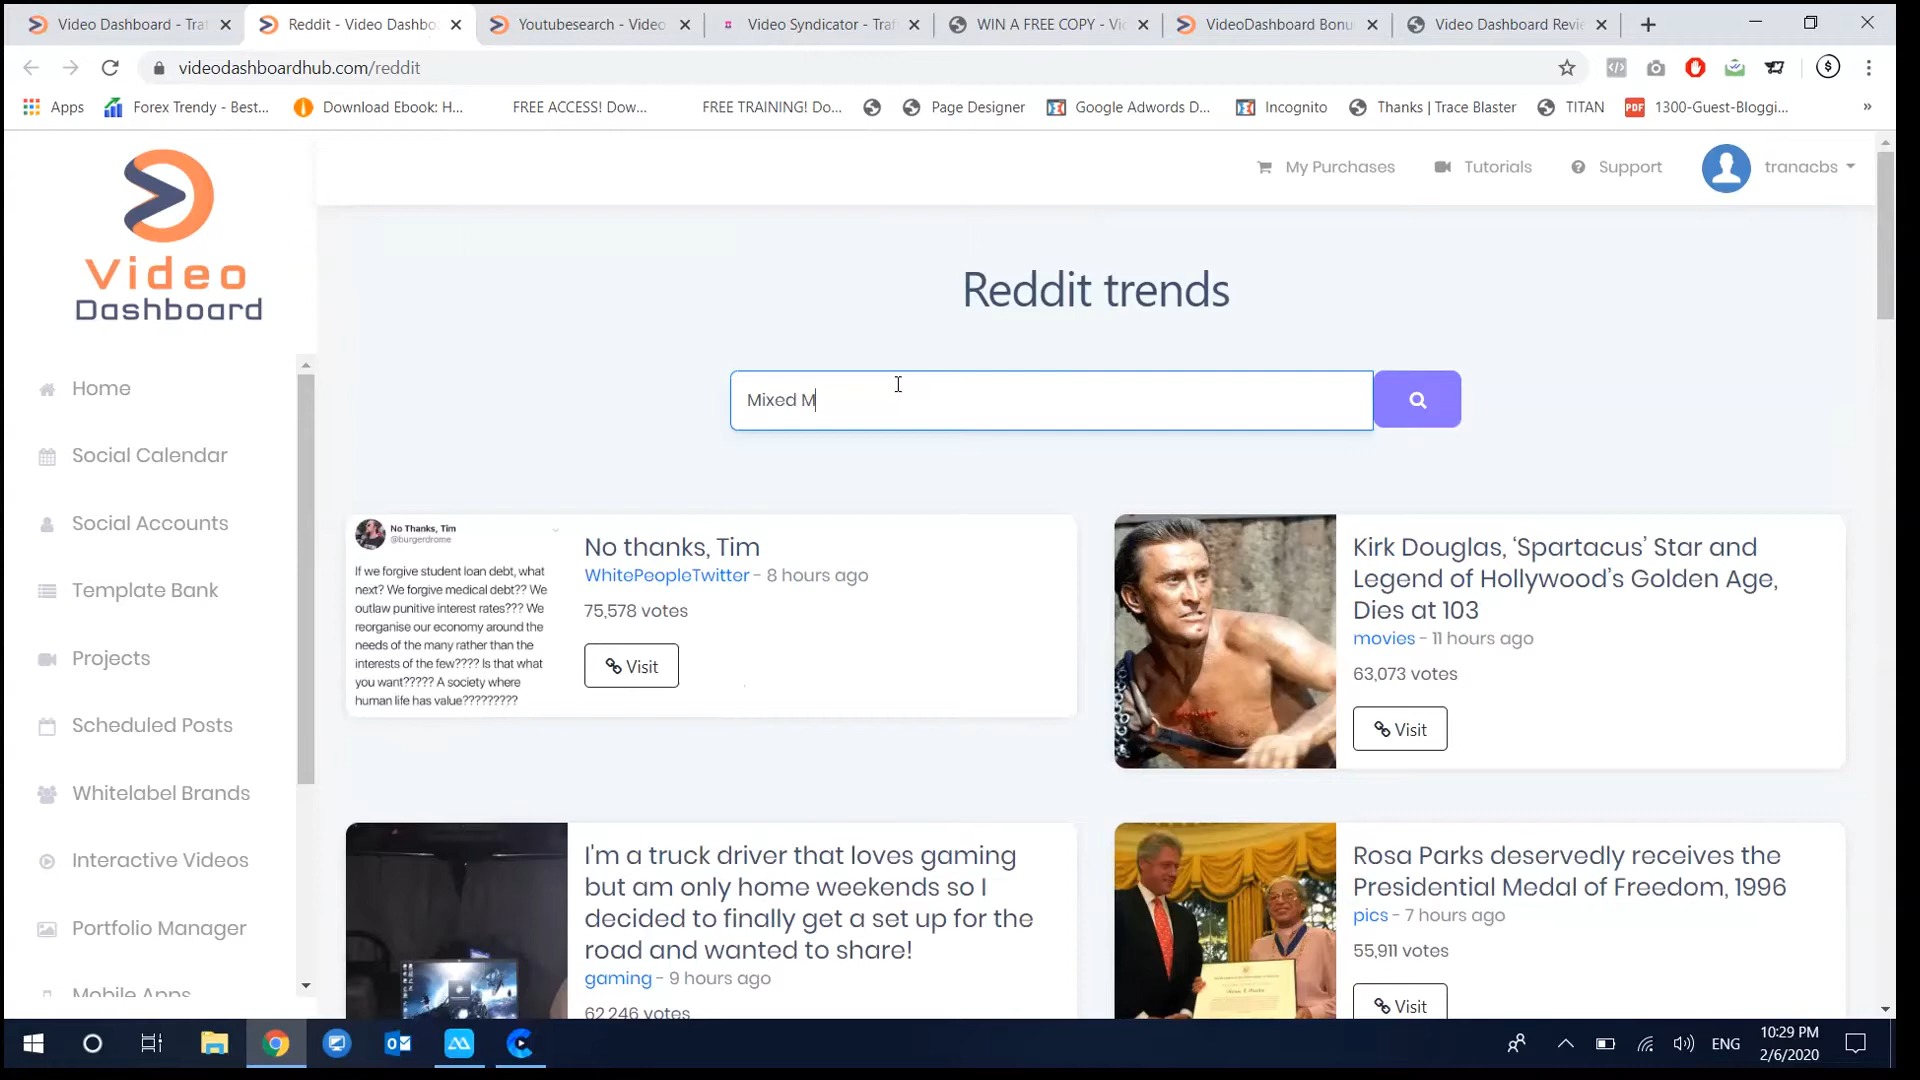 Video Dashboard - Traf
Reddit - Video Dashbo
Youtubesearch - Video
Video Syndicator - Traf
WIN A FREE COPY - Vid
VideoDashboard Bonu
Video Dashboard Revie
videodashboardhub.com/reddit
Apps
Forex Trendy - Best...
Download Ebook: H...
FREE ACCESS! Dow...
FREE TRAINING! Do...
Page Designer
Google Adwords D...
Incognito
Thanks | Trace Blaster
TITAN
PDF
1300-Guest-Bloggi...
»
Video
Dashboard
My Purchases
Tutorials
Support
tranacbs
Reddit trends
Mixed M
Home
Social Calendar
Social Accounts
Template Bank
Projects
Scheduled Posts
Whitelabel Brands
Interactive Videos
Portfolio Manager
Mobile Apps
No Thanks, Tim
@burgerdrome
If we forgive student loan debt, what
next? We forgive medical debt?? We
outlaw punitive interest rates??? We
reorganise our economy around the
needs of the many rather than the
interests of the few???? Is that what
you want????? A society where
human life has value?????????
No thanks, Tim
WhitePeopleTwitter - 8 hours ago
75,578 votes
Visit
Kirk Douglas, ‘Spartacus’ Star and
Legend of Hollywood’s Golden Age,
Dies at 103
movies - 11 hours ago
63,073 votes
Visit
I'm a truck driver that loves gaming
but am only home weekends so I
decided to finally get a set up for the
road and wanted to share!
gaming - 9 hours ago
62,246 votes
Rosa Parks deservedly receives the
Presidential Medal of Freedom, 1996
pics - 7 hours ago
55,911 votes
Visit
ENG
10:29 PM
2/6/2020